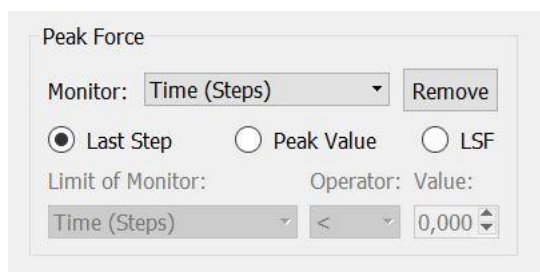 Peak Force
Monitor: Time (Steps) Remove
Last Step Peak Value LSF
Limit of Monitor: Operator: Value:
Time (Steps) < 0,000